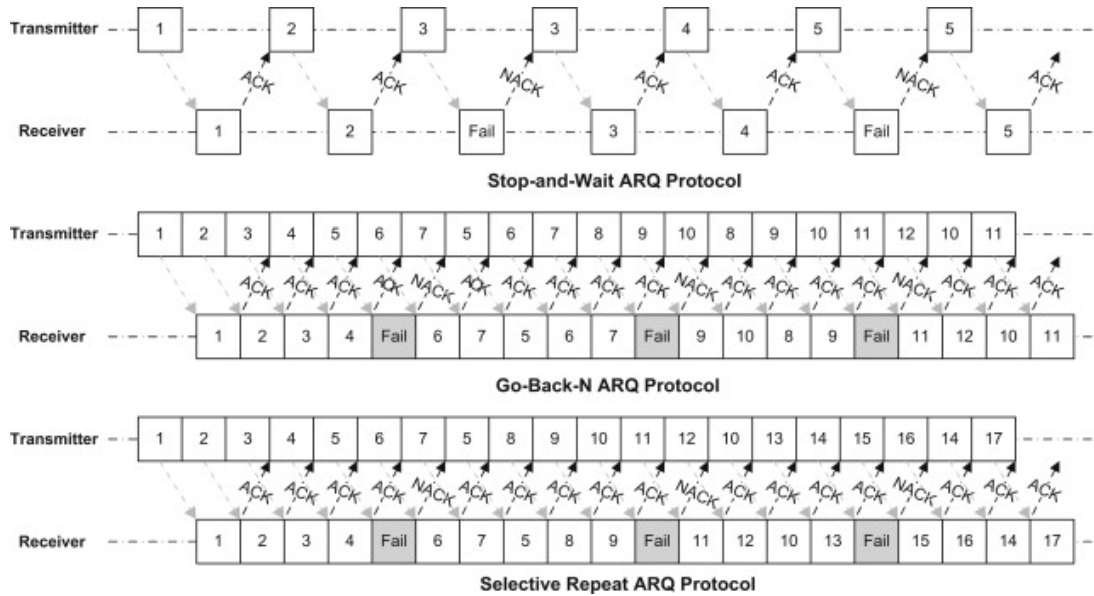 Transmitter 1 2 3 3 4 5 5
ACK ACK NACK ACK ACK NACK ACK
Receiver 1 2 Fail 3 4 Fail 5
Stop-and-Wait ARQ Protocol
Transmitter 1 2 3 4 5 6 7 5 6 7 8 9 10 8 9 10 11 12 10 11
ACK ACK ACK ACK NACK ACK ACK ACK ACK ACK NACK ACK ACK ACK ACK NACK ACK ACK ACK
Receiver 1 2 3 4 Fail 6 7 5 6 7 Fail 9 10 8 9 Fail 11 12 10 11
Go-Back-N ARQ Protocol
Transmitter 1 2 3 4 5 6 7 5 8 9 10 11 12 10 13 14 15 16 14 17
ACK ACK ACK NACK ACK ACK ACK ACK ACK NACK ACK ACK ACK ACK NACK ACK ACK ACK
Receiver 1 2 3 4 Fail 6 7 5 8 9 Fail 11 12 10 13 Fail 15 16 14 17
Selective Repeat ARQ Protocol